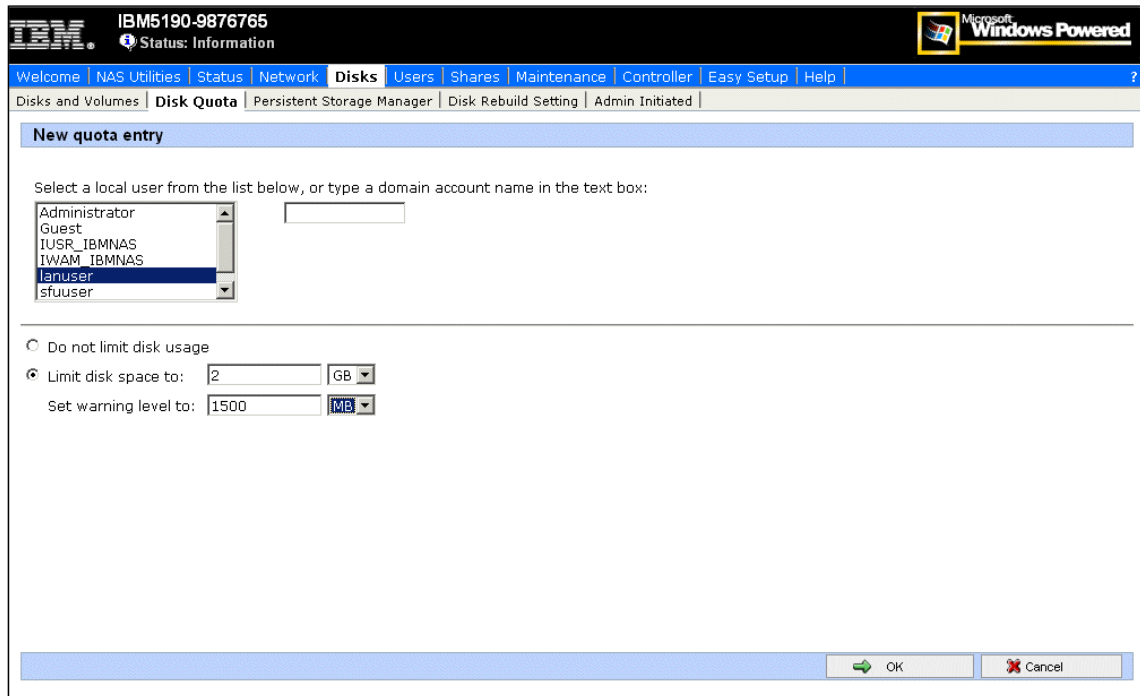 IBM®
IBM5190-9876765
Status: Information
Microsoft
Windows Powered
Welcome | NAS Utilities | Status | Network | Disks | Users | Shares | Maintenance | Controller | Easy Setup | Help | ?
Disks and Volumes | Disk Quota | Persistent Storage Manager | Disk Rebuild Setting | Admin Initiated |
New quota entry
Select a local user from the list below, or type a domain account name in the text box:
Administrator
Guest
IUSR_IBMNAS
IWAM_IBMNAS
lanuser
sfuuser
Do not limit disk usage
Limit disk space to: 2 GB
Set warning level to: 1500 MB
OK Cancel